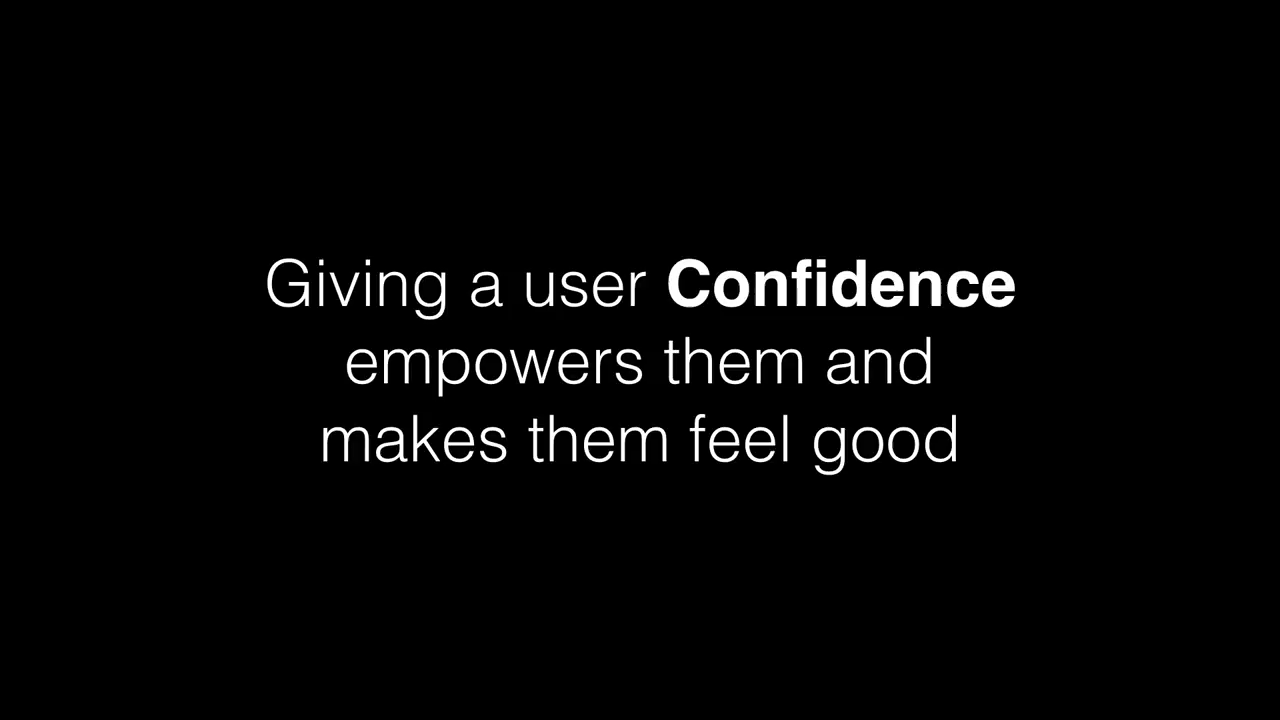 Giving a user Confidence
empowers them and
makes them feel good